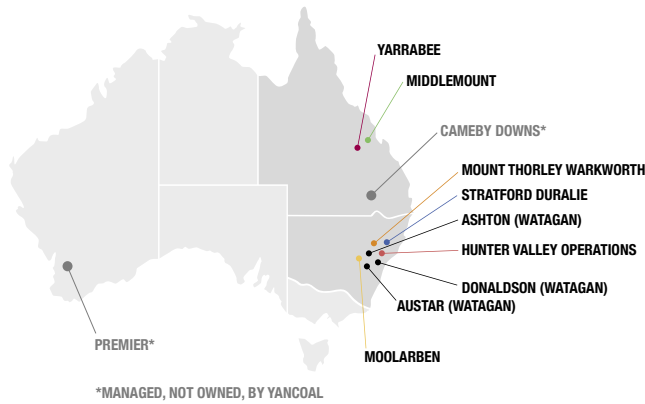 YARRABEE
MIDDLEMOUNT
CAMEBY DOWNS*
MOUNT THORLEY WARKWORTH
STRATFORD DURALIE
ASHTON (WATAGAN)
HUNTER VALLEY OPERATIONS
DONALDSON (WATAGAN)
AUSTAR (WATAGAN)
PREMIER*
MOOLARBEN
*MANAGED, NOT OWNED, BY YANCOAL